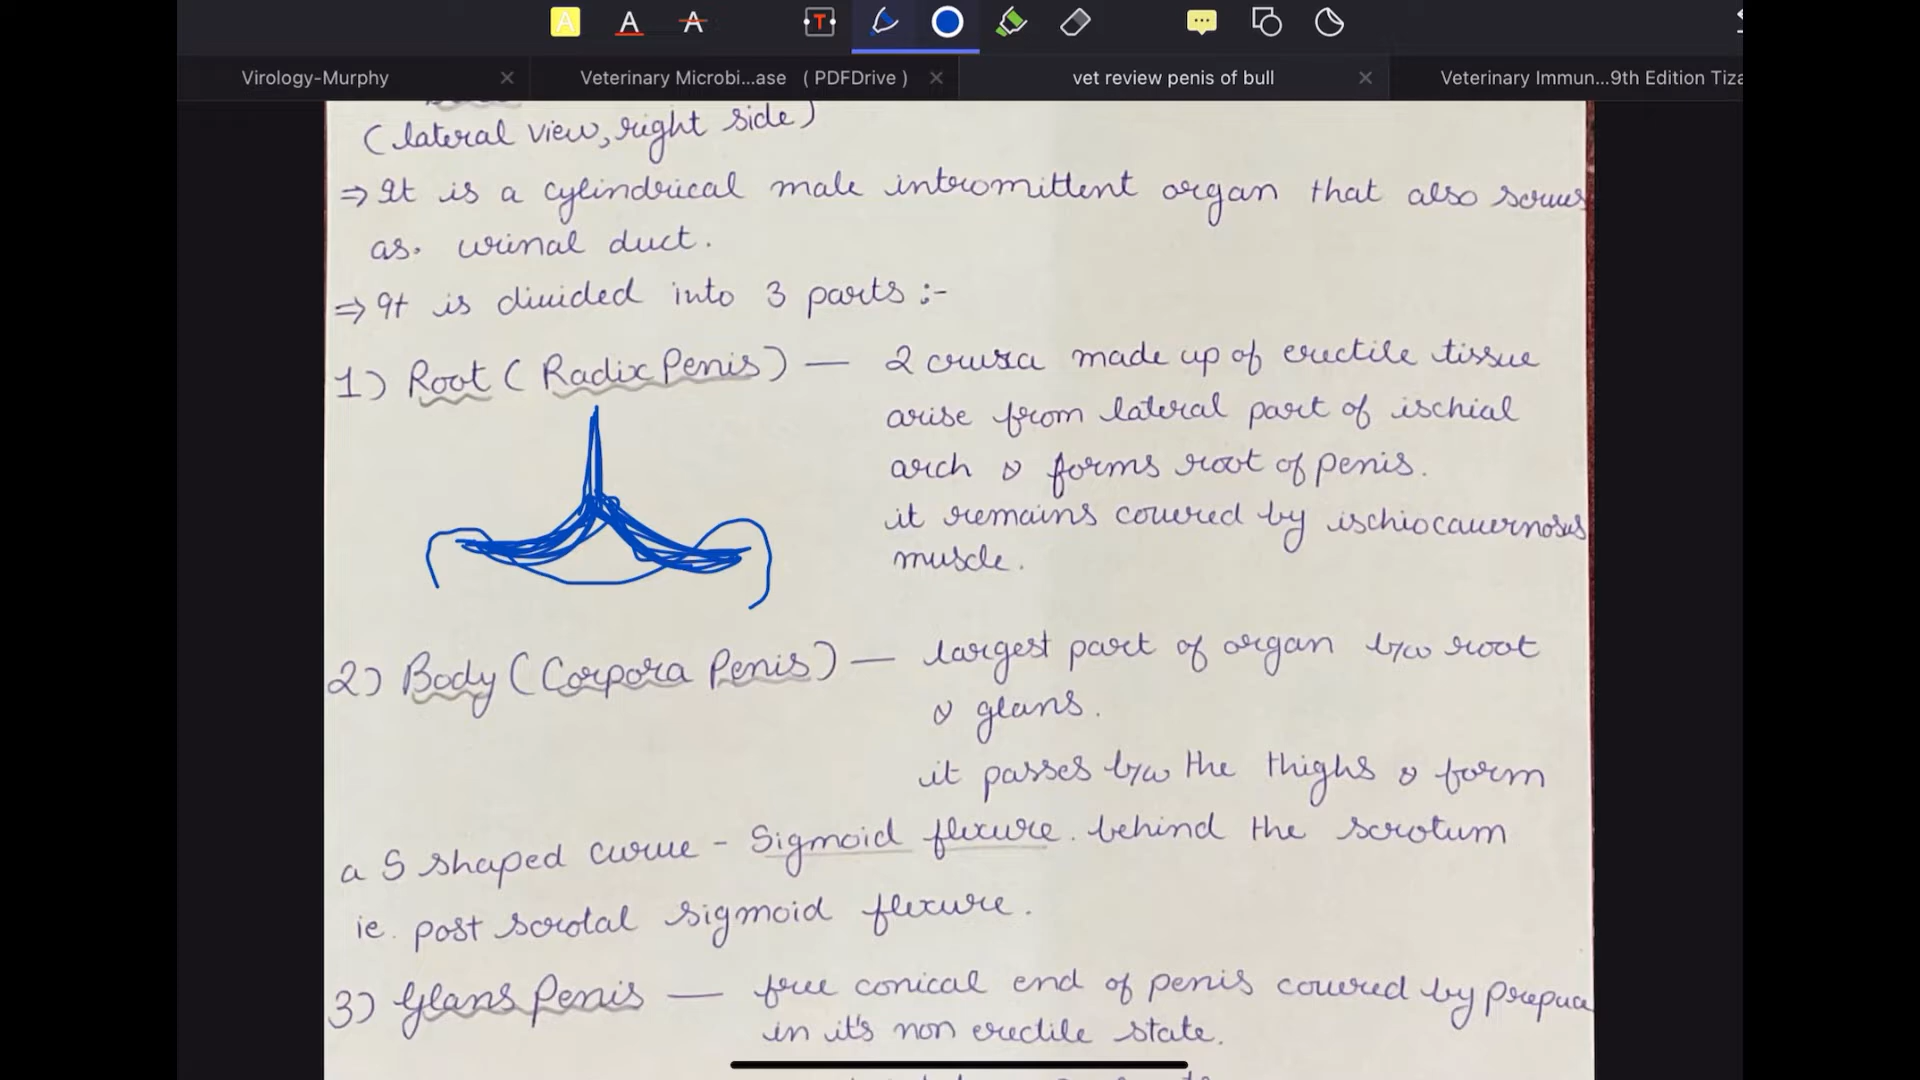 A A A T
Virology-Murphy × Veterinary Microbi...ase ( PDFDrive ) × vet review penis of bull × Veterinary Immun...9th Edition Tiza
(lateral view, right side)
⇒ It is a cylindrical male intromittent organ that also serves
as. urinal duct.
⇒ It is divided into 3 parts :-
1) Root ( Radix Penis ) — 2 crura made up of erectile tissue
arise from lateral part of ischial
arch & forms root of penis.
it remains covered by ischiocavernosus
muscle.
2) Body ( Corpora Penis ) — largest part of organ b/w root
& glans.
it passes b/w the thighs & form
a S shaped curve - Sigmoid flexure. behind the scrotum
ie. post scrotal sigmoid flexure.
3) Glans Penis — free conical end of penis covered by prepuce
in it's non erectile state.